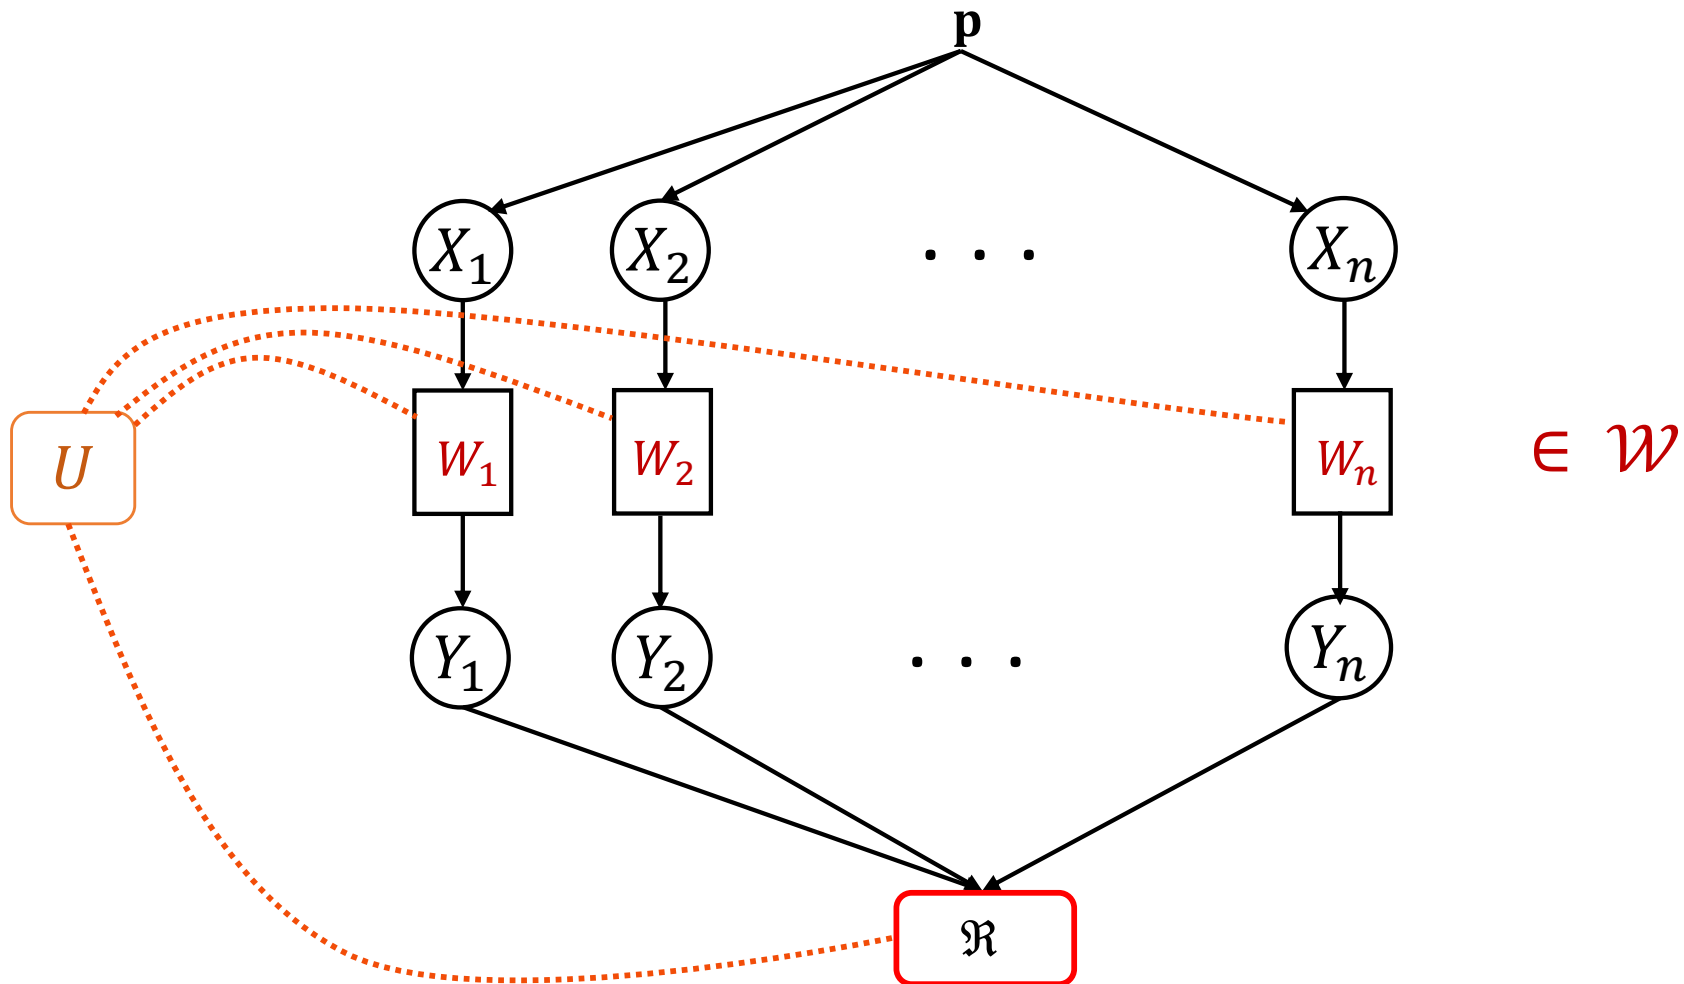 p
X₁ X₂ . . . Xₙ
U W₁ W₂ Wₙ ∈ 𝒲
Y₁ Y₂ . . . Yₙ
ℜ